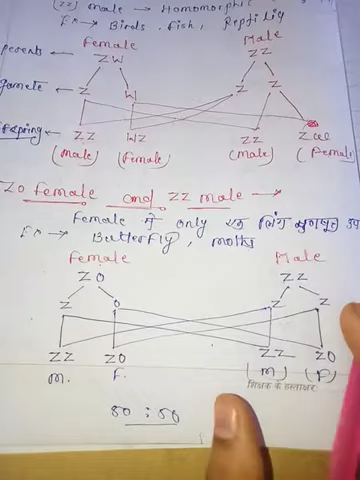 (ZZ) male → Homomorphic
Ex → Birds, Fish, Reptilia
parents Female Male
ZW ZZ
gamete Z W Z Z
offspring ZZ WZ ZZ ZW
(male) (Female) (male) (Female)
ZO Female and ZZ male →
Female में only एक लिंग गुणसूत्र
Ex → Butterfly, moths
Female Male
ZO ZZ
Z O Z Z
ZZ ZO ZZ ZO
m. F. (M) (F)
शिक्षक के हस्ताक्षर
50 : 50